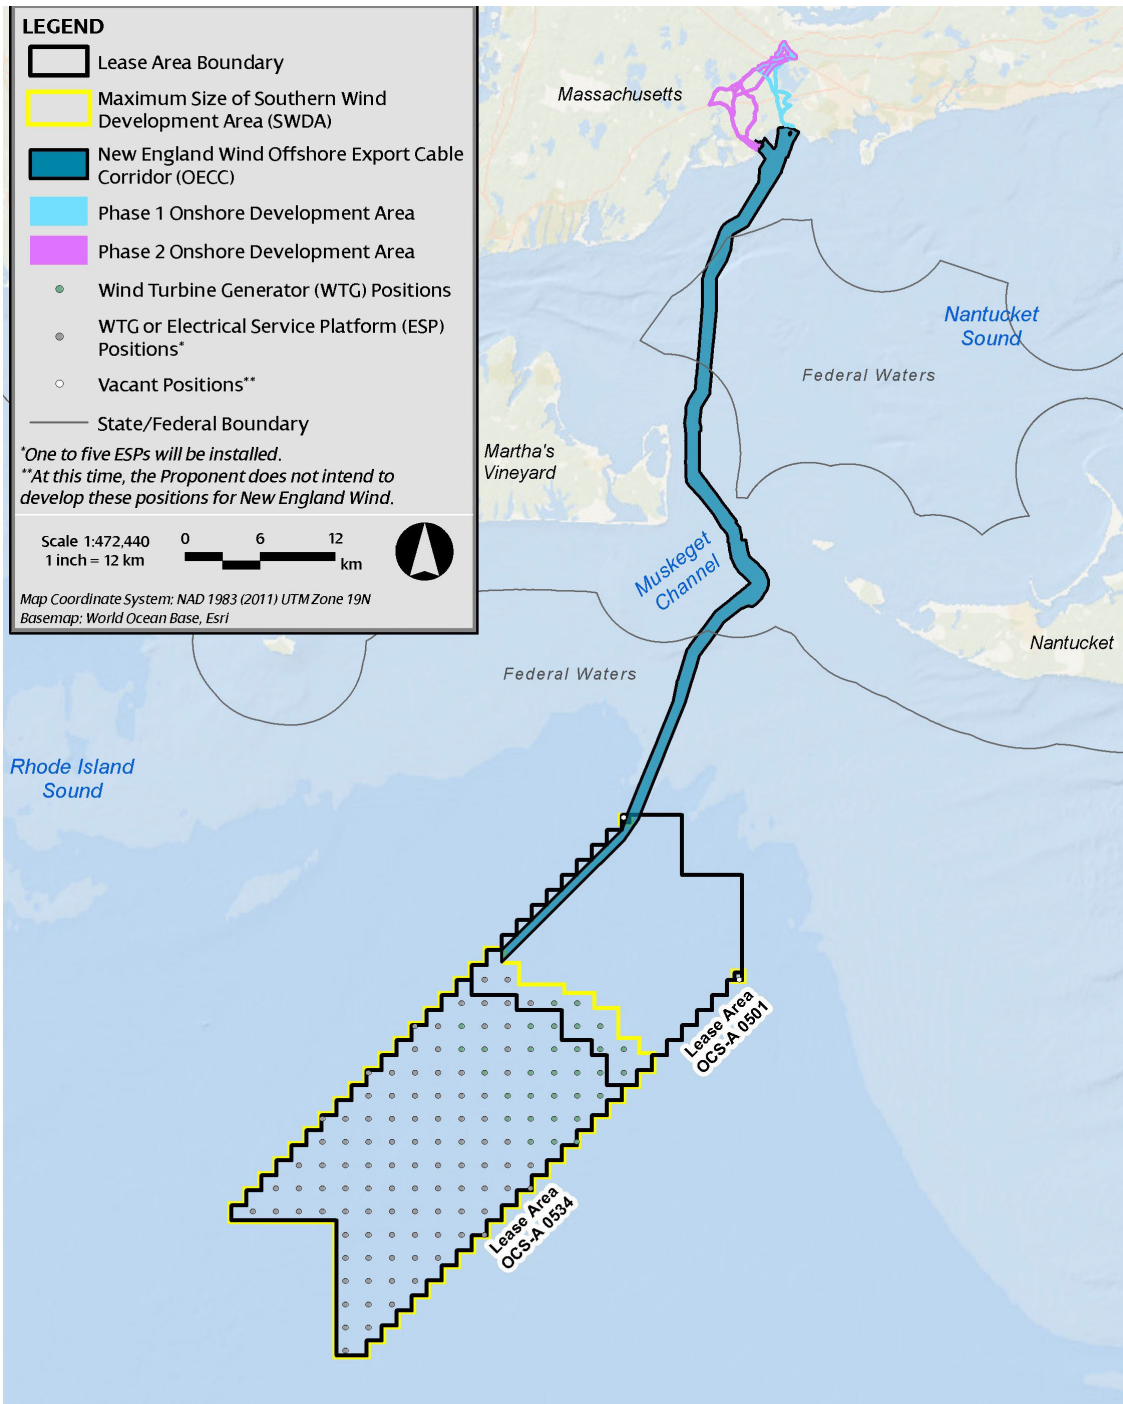 LEGEND
Lease Area Boundary
Maximum Size of Southern Wind
Development Area (SWDA)
New England Wind Offshore Export Cable
Corridor (OECC)
Phase 1 Onshore Development Area
Phase 2 Onshore Development Area
Wind Turbine Generator (WTG) Positions
WTG or Electrical Service Platform (ESP)
Positions*
Vacant Positions**
State/Federal Boundary
*One to five ESPs will be installed.
**At this time, the Proponent does not intend to
develop these positions for New England Wind.
Scale 1:472,440
1 inch = 12 km
0 6 12
km
Map Coordinate System: NAD 1983 (2011) UTM Zone 19N
Basemap: World Ocean Base, Esri
Massachusetts
Nantucket
Sound
Federal Waters
Martha's
Vineyard
Muskeget
Channel
Nantucket
Federal Waters
Rhode Island
Sound
Lease Area
OCS-A 0501
Lease Area
OCS-A 0534